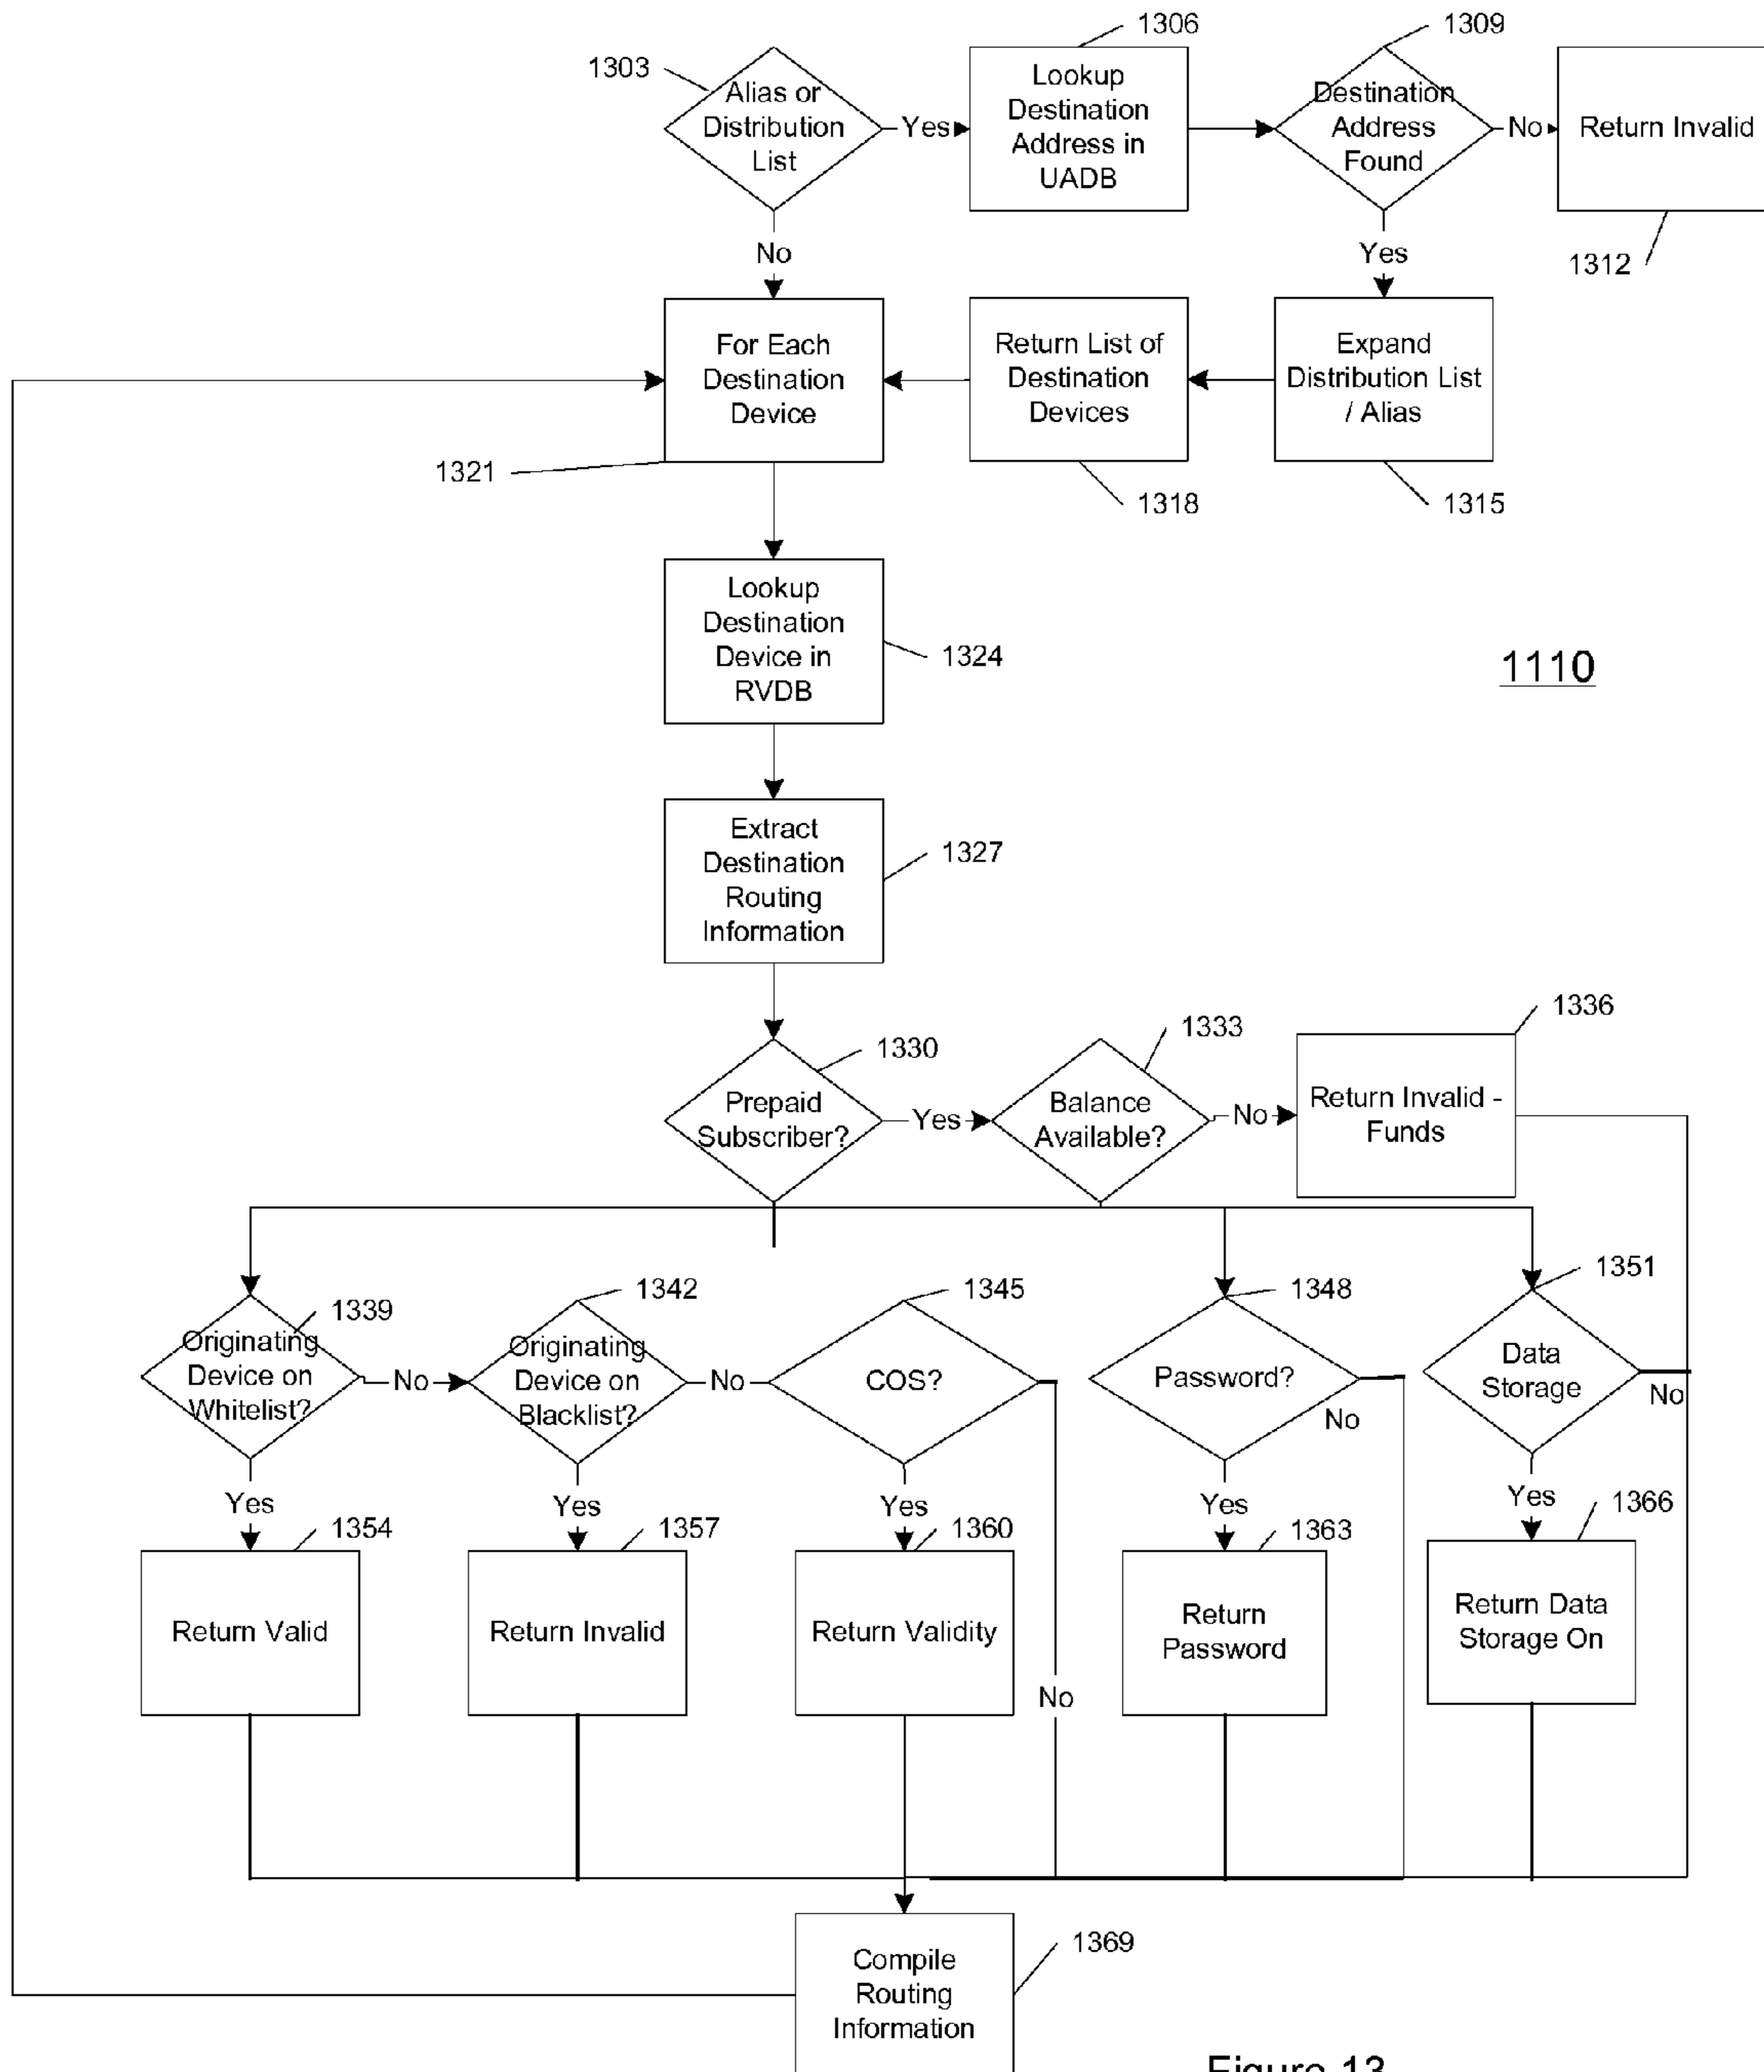 1306
1309
1303
Alias or
Distribution
List
Yes
Lookup
Destination
Address in
UADB
Destination
Address
Found
No
Return Invalid
1312
No
Yes
For Each
Destination
Device
Return List of
Destination
Devices
Expand
Distribution List
/ Alias
1321
1318
1315
Lookup
Destination
Device in
RVDB
1324
1110
Extract
Destination
Routing
Information
1327
1330
1333
1336
Prepaid
Subscriber?
Yes
Balance
Available?
No
Return Invalid -
Funds
1339
1342
1345
1348
1351
Originating
Device on
Whitelist?
No
Originating
Device on
Blacklist?
No
COS?
Password?
No
Data
Storage
No
Yes
Yes
Yes
Yes
Yes
1354
1357
1360
1363
1366
Return Valid
Return Invalid
Return Validity
Return
Password
Return Data
Storage On
No
Compile
Routing
Information
1369
Figure 13